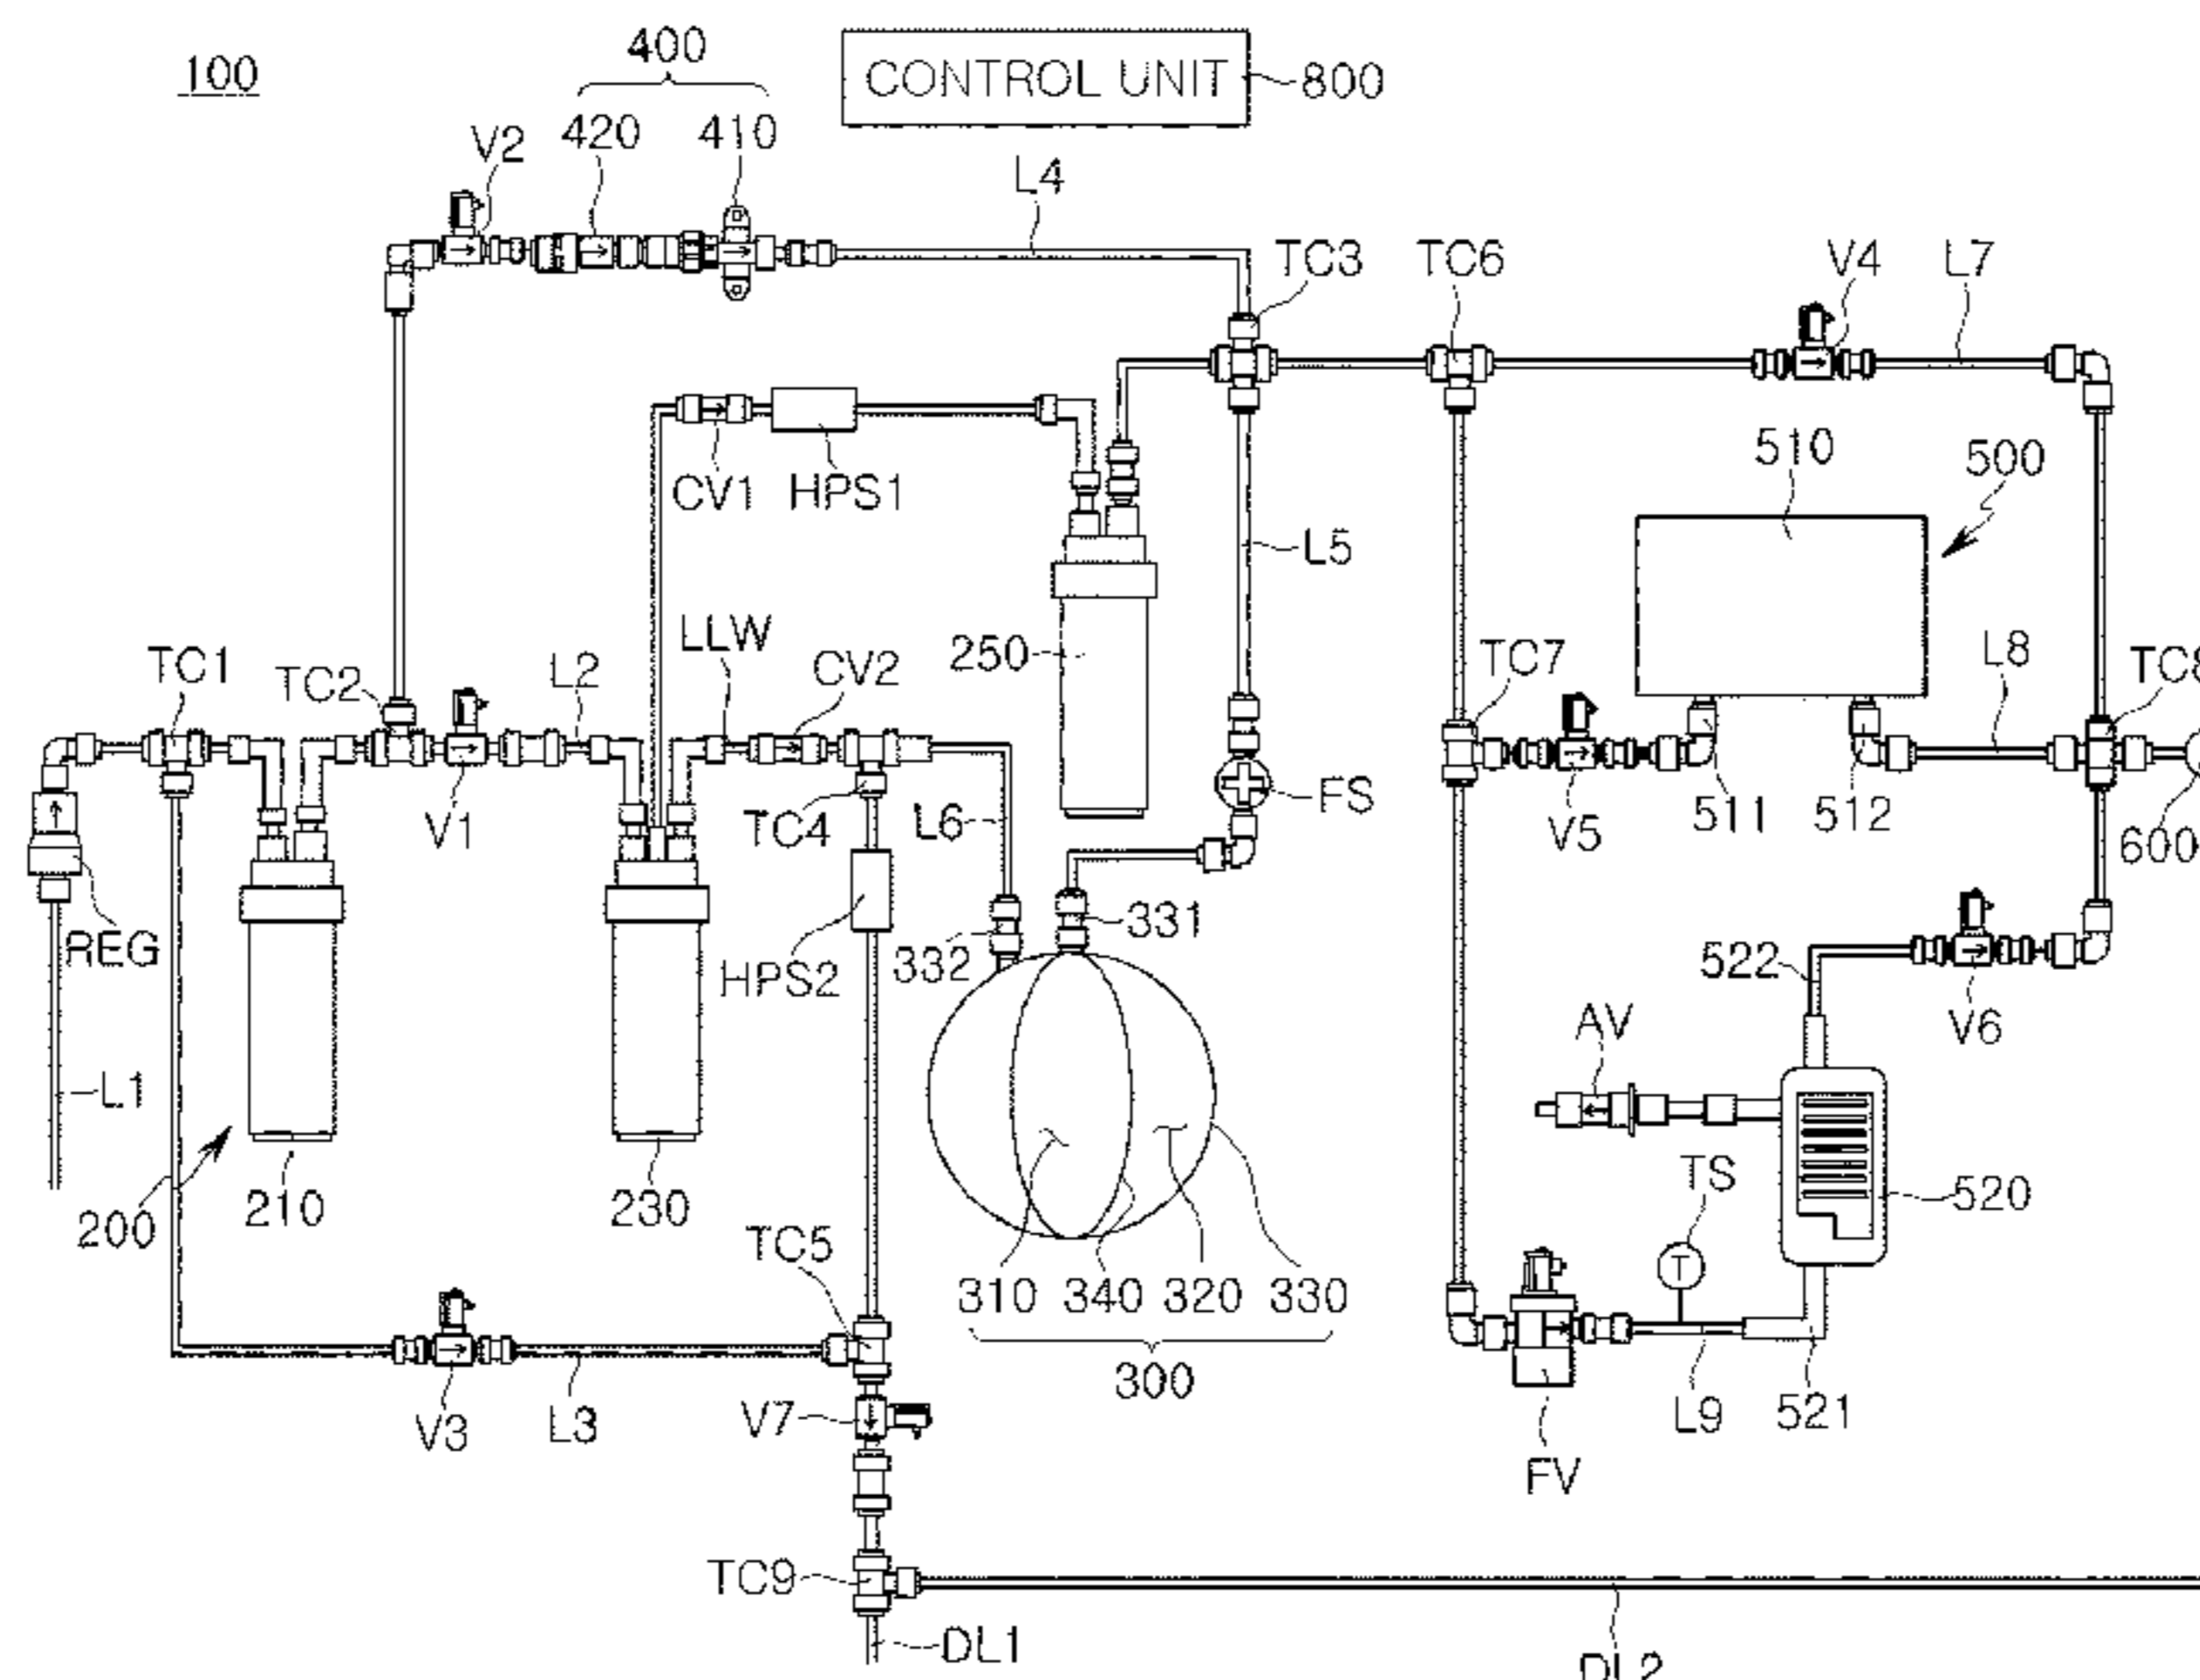 100
400
CONTROL UNIT
800
V2
420
410
L4
TC3
TC6
V4
L7
CV1
HPS1
510
500
L5
TC1
TC2
L2
LLW
CV2
250
TC7
L8
TC8
V1
TC4
L6
FS
V5
511
512
600
REG
HPS2
332
331
522
V6
AV
L1
TS
T
520
200
210
230
TC5
310
340
320
330
300
V3
L3
V7
L9
521
FV
TC9
DL1
DL2